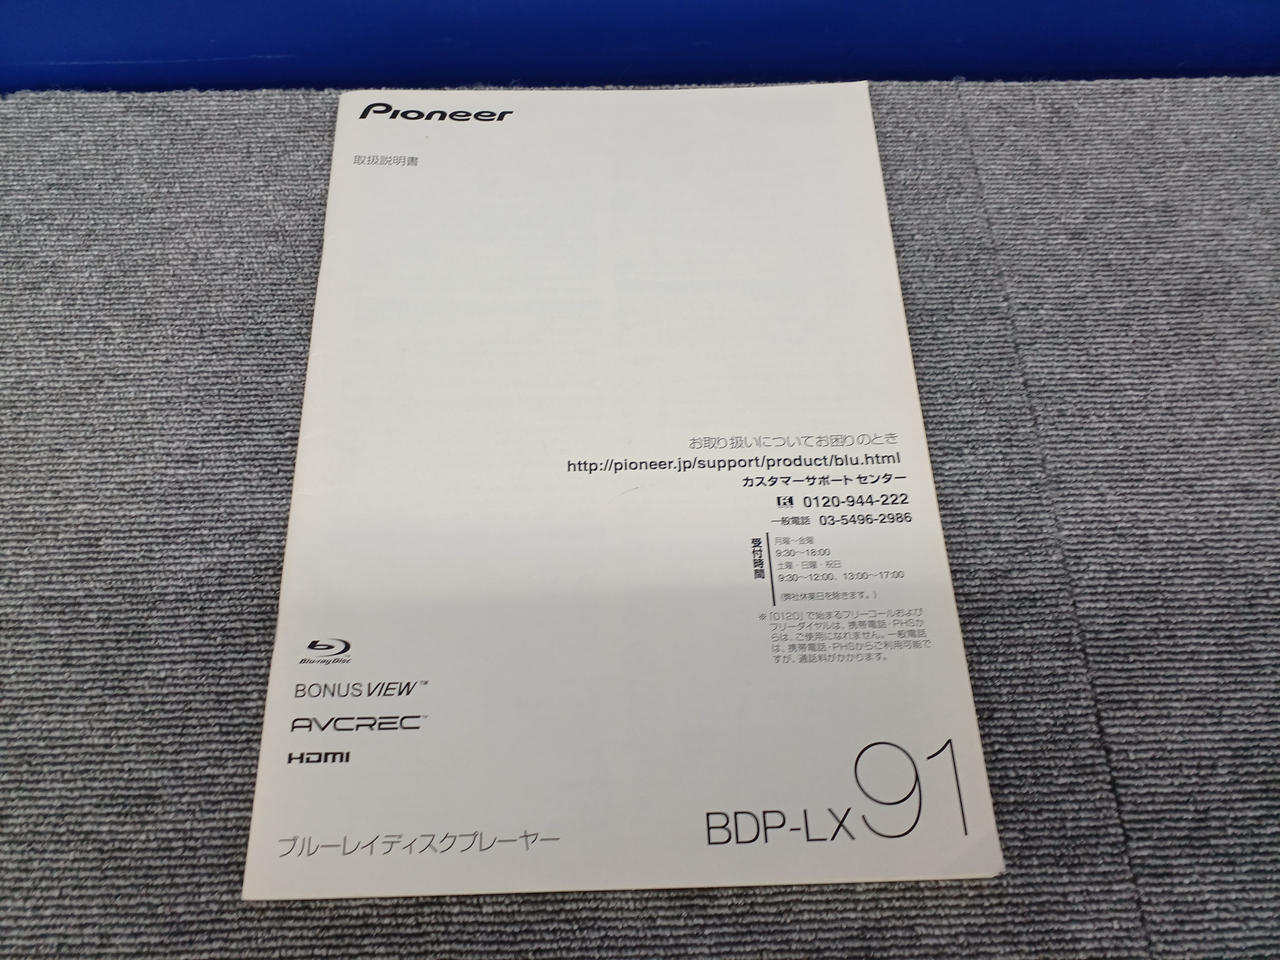 Pioneer
取扱説明書
お取り扱いについてお困りのとき
http://pioneer.jp/support/product/blu.html
カスタマーサポートセンター
0120-944-222
一般電話 03-5496-2986
受付時間
月曜～金曜
9:30～18:00
土曜・日曜・祝日
9:30～12:00、13:00～17:00
(弊社休業日を除きます。)
※「0120」で始まるフリーコールおよび
フリーダイヤルは、携帯電話・PHSか
らは、ご使用になれません。一般電話
は、携帯電話・PHSからご利用可能で
すが、通話料がかかります。
Blu-ray Disc
BONUSVIEW™
AVCREC™
HDMI
ブルーレイディスクプレーヤー
BDP-LX91